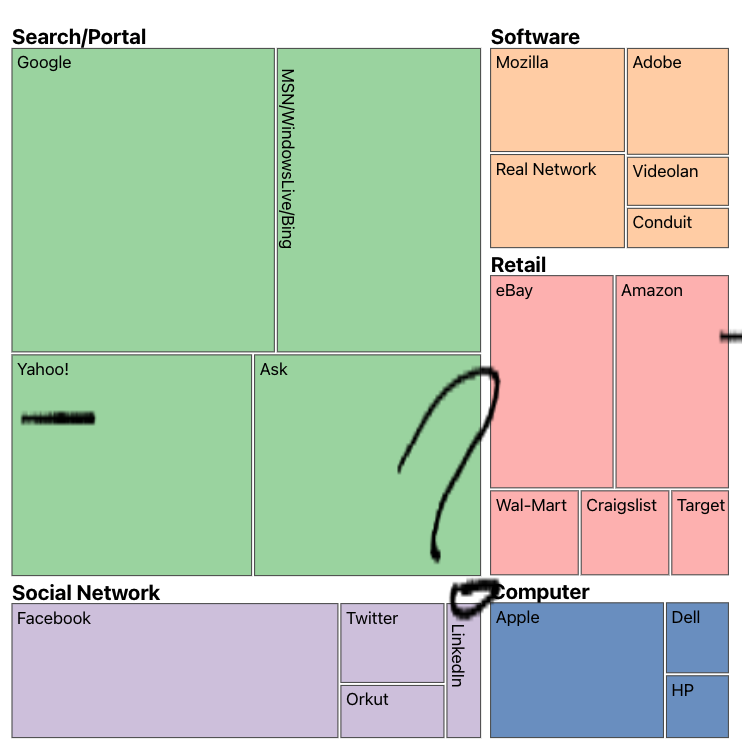 Search/Portal
Google
MSN/WindowsLive/Bing
Yahoo!
Ask
Software
Mozilla
Adobe
Real Network
Videolan
Conduit
Retail
eBay
Amazon
Wal-Mart
Craigslist
Target
Social Network
Facebook
Twitter
Orkut
LinkedIn
Computer
Apple
Dell
HP